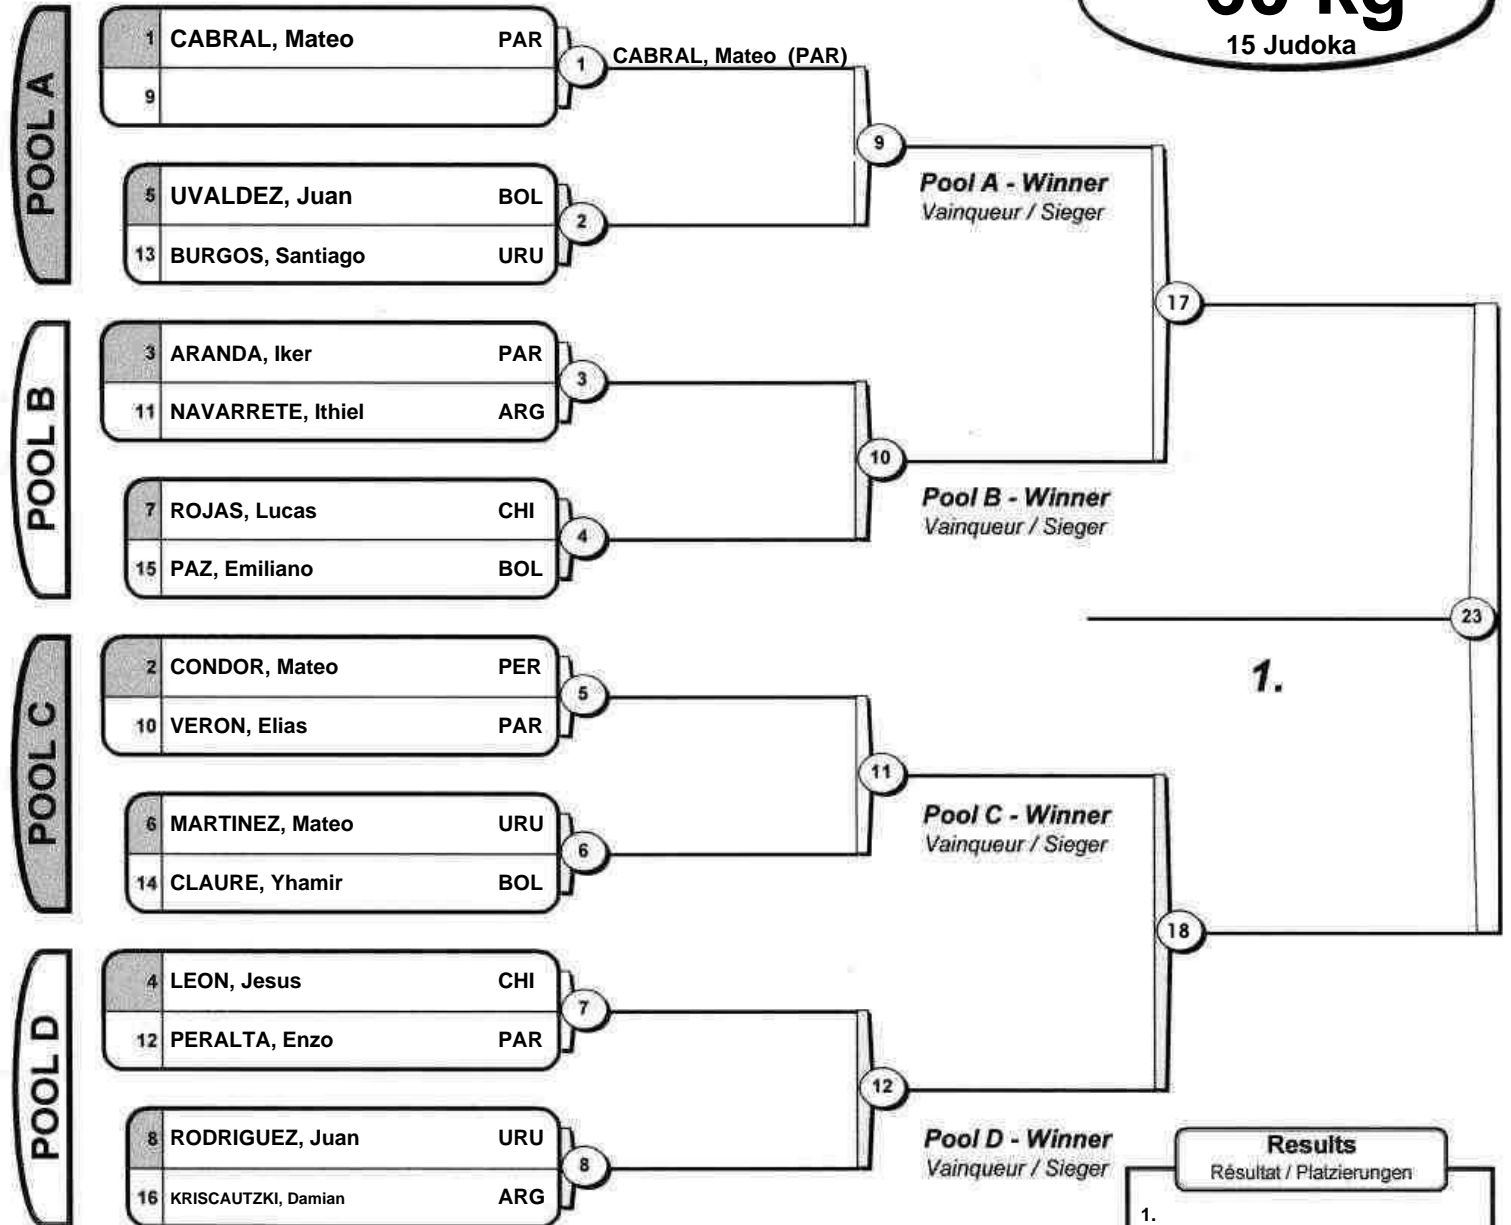 kg
15 Judoka
POOL A
1 CABRAL, Mateo PAR
9
1
CABRAL, Mateo (PAR)
5 UVALDEZ, Juan BOL
13 BURGOS, Santiago URU
2
9
Pool A - Winner
Vainqueur / Sieger
17
POOL B
3 ARANDA, Iker PAR
11 NAVARRETE, Ithiel ARG
3
7 ROJAS, Lucas CHI
15 PAZ, Emiliano BOL
4
10
Pool B - Winner
Vainqueur / Sieger
23
1.
POOL C
2 CONDOR, Mateo PER
10 VERON, Elias PAR
5
6 MARTINEZ, Mateo URU
14 CLAURE, Yhamir BOL
6
11
Pool C - Winner
Vainqueur / Sieger
18
POOL D
4 LEON, Jesus CHI
12 PERALTA, Enzo PAR
7
8 RODRIGUEZ, Juan URU
16 KRISCAUTZKI, Damian ARG
8
12
Pool D - Winner
Vainqueur / Sieger
Results
Résultat / Platzierungen
1.